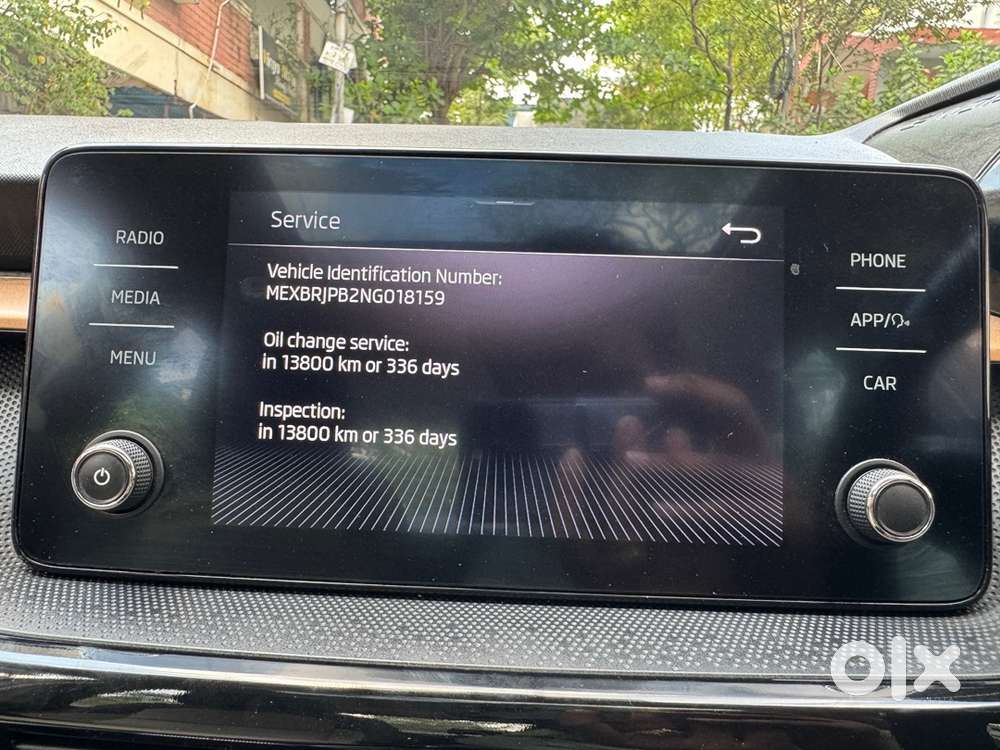 RADIO
MEDIA
MENU
Service
Vehicle Identification Number:
MEXBRJPB2NG018159
Oil change service:
in 13800 km or 336 days
Inspection:
in 13800 km or 336 days
PHONE
APP/
CAR
olx